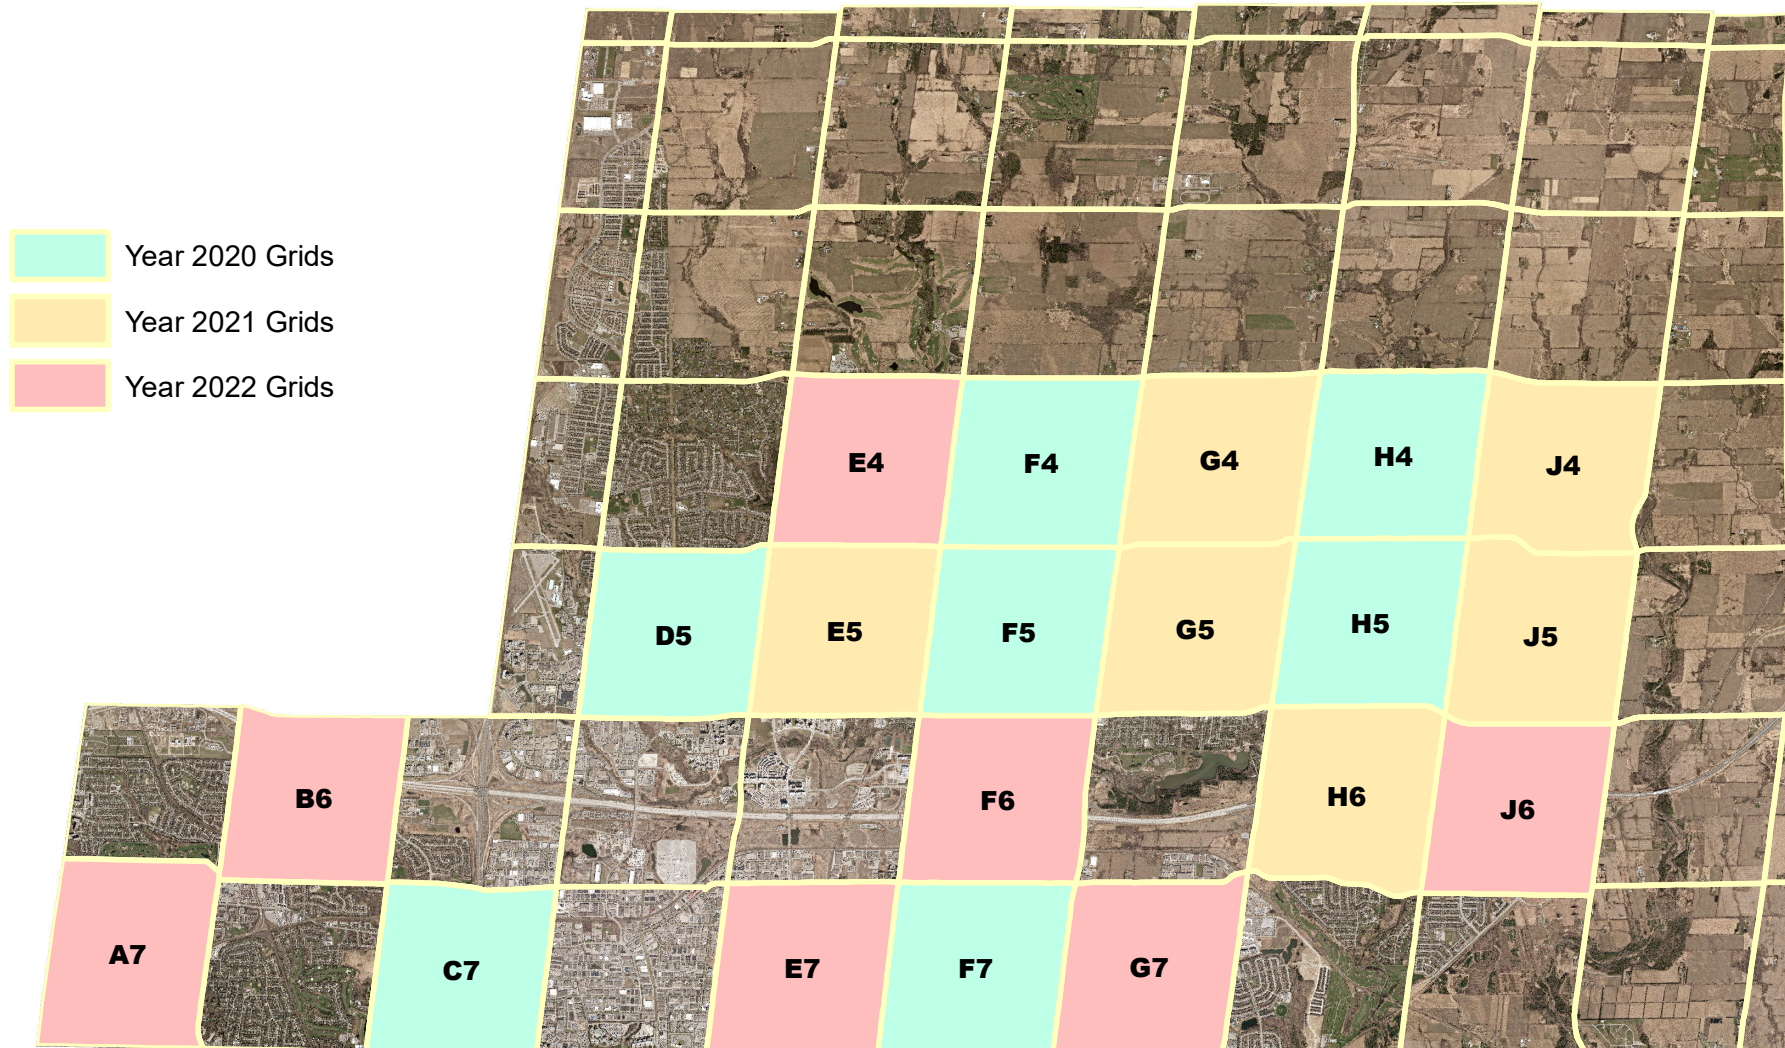 Year 2020 Grids
Year 2021 Grids
Year 2022 Grids
E4
F4
G4
H4
J4
D5
E5
F5
G5
H5
J5
B6
F6
H6
J6
A7
C7
E7
F7
G7